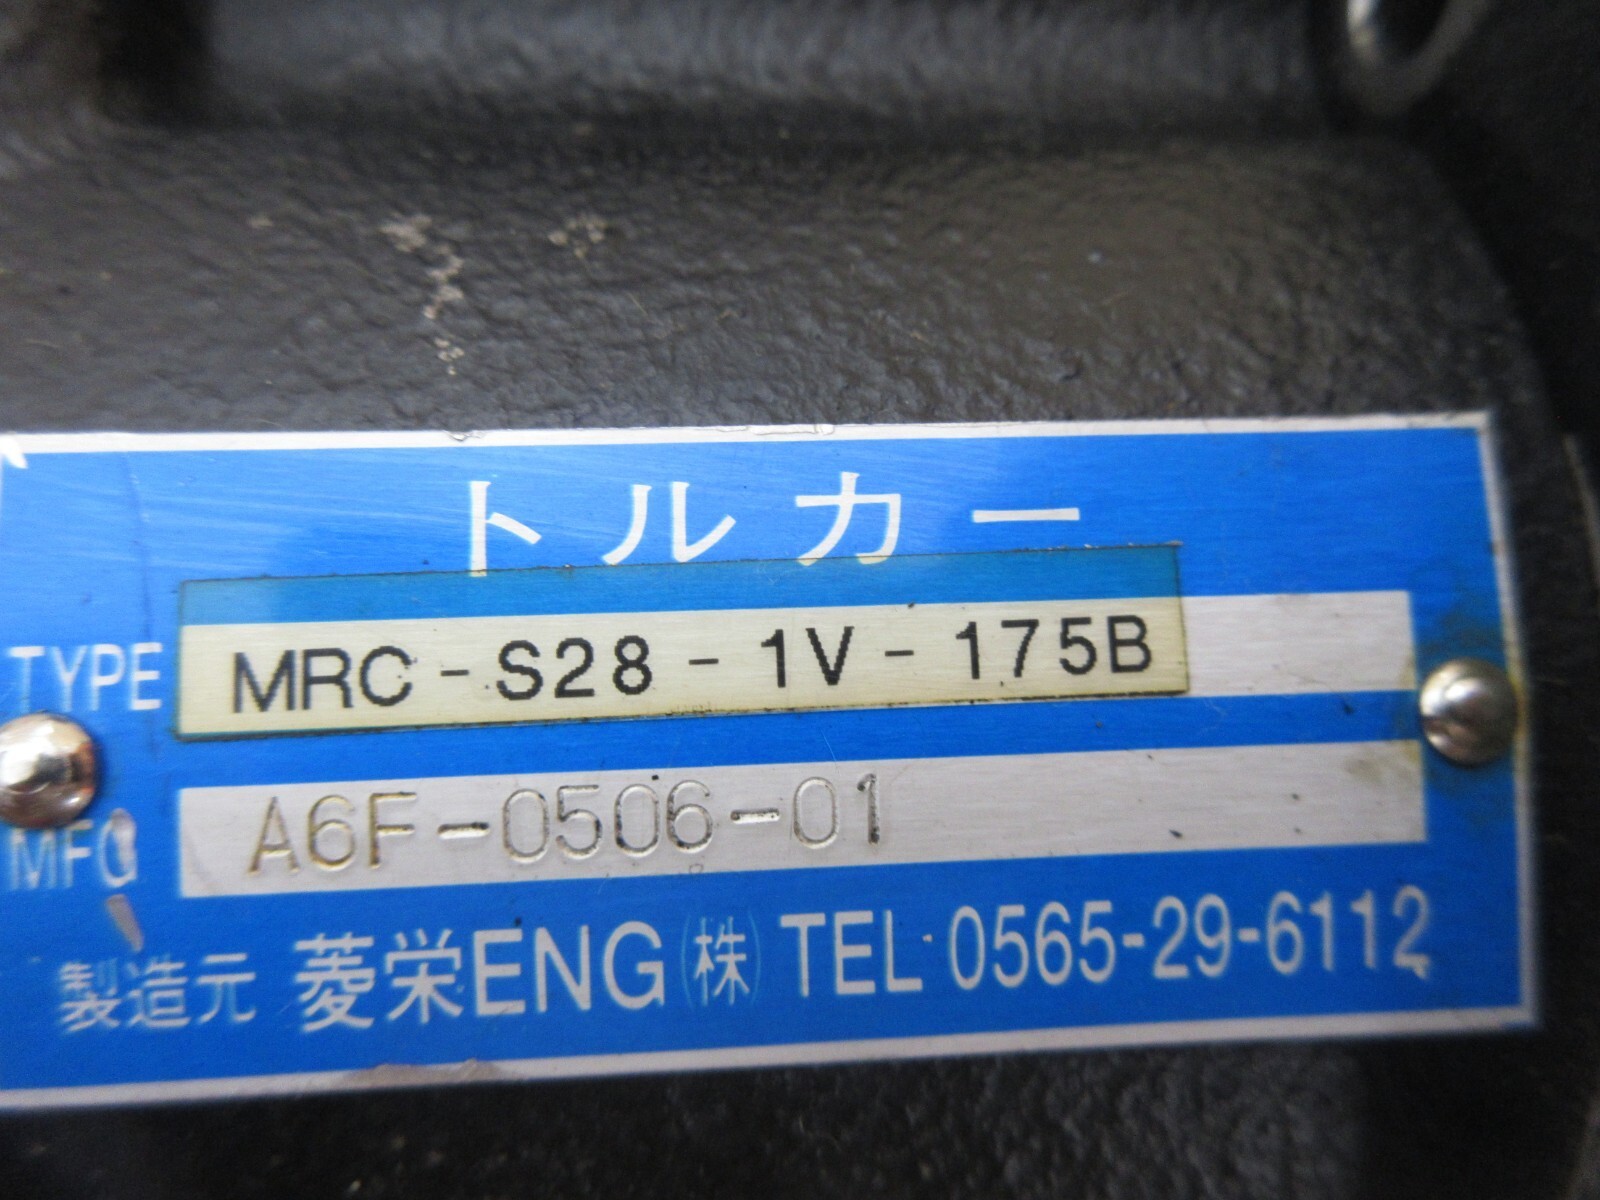 トルカー
TYPE MRC-S28-1V-175B
MFG A6F-0506-01
製造元 菱栄ENG(株) TEL 0565-29-6112